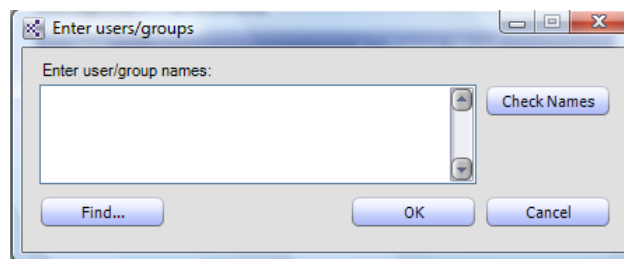 Enter users/groups
Enter user/group names:
Check Names
Find...
OK
Cancel